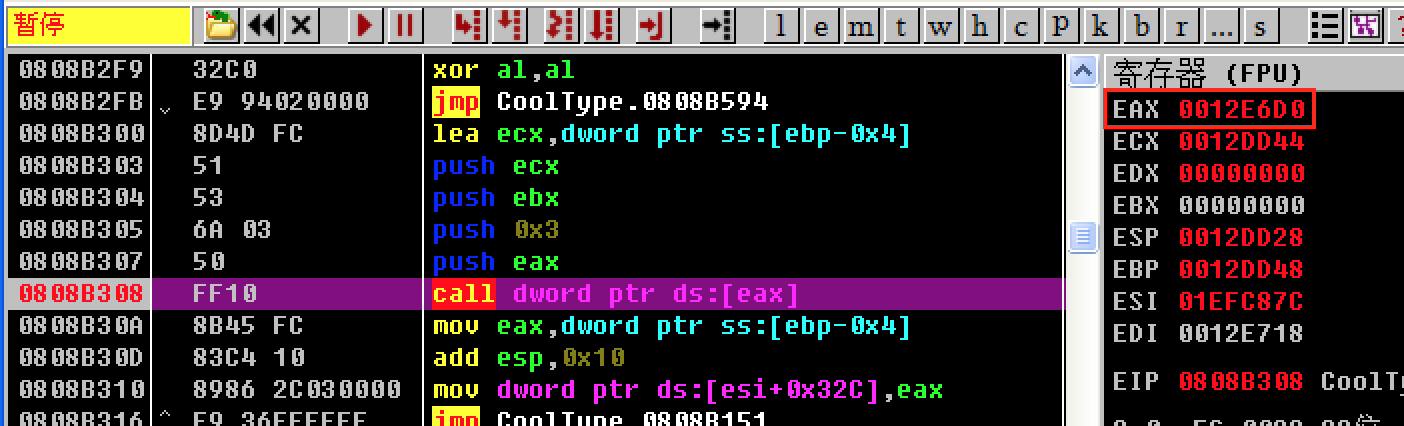 暂停 l e m t w h c P k b r ... s ?
寄存器 (FPU)
0808B2F9 32C0 xor al,al
EAX 0012E6D0
0808B2FB E9 94020000 jmp CoolType.0808B594
ECX 0012DD44
0808B300 8D4D FC lea ecx,dword ptr ss:[ebp-0x4]
EDX 00000000
0808B303 51 push ecx
EBX 00000000
0808B304 53 push ebx
ESP 0012DD28
0808B305 6A 03 push 0x3
EBP 0012DD48
0808B307 50 push eax
ESI 01EFC87C
0808B308 FF10 call dword ptr ds:[eax]
EDI 0012E718
0808B30A 8B45 FC mov eax,dword ptr ss:[ebp-0x4]
0808B30D 83C4 10 add esp,0x10
EIP 0808B308 CoolTy
0808B310 8986 2C030000 mov dword ptr ds:[esi+0x32C],eax
0808B316 E9 36FEFFFF jmp CoolType.0808B151